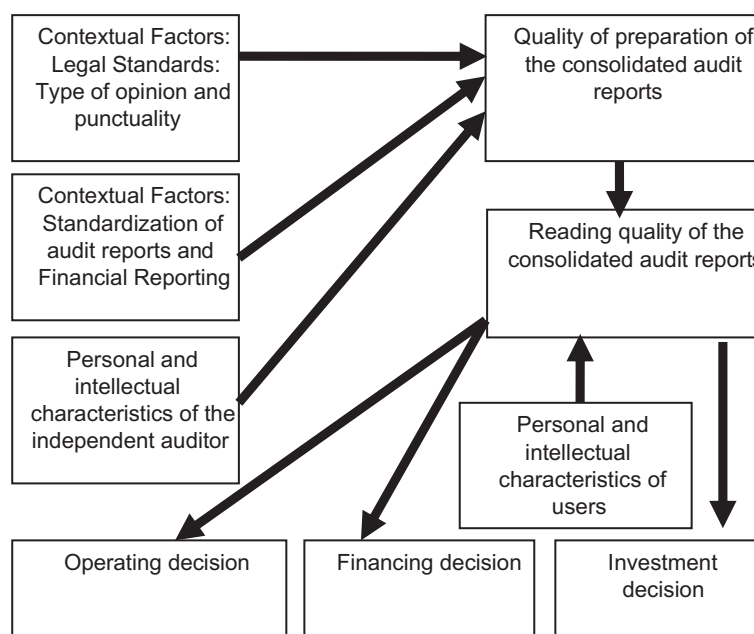 Contextual Factors:
Legal Standards:
Type of opinion and
punctuality
Quality of preparation of
the consolidated audit
reports
Contextual Factors:
Standardization of
audit reports and
Financial Reporting
Reading quality of the
consolidated audit reports
Personal and
intellectual
characteristics of the
independent auditor
Personal and
intellectual
characteristics of
users
Operating decision
Financing decision
Investment
decision